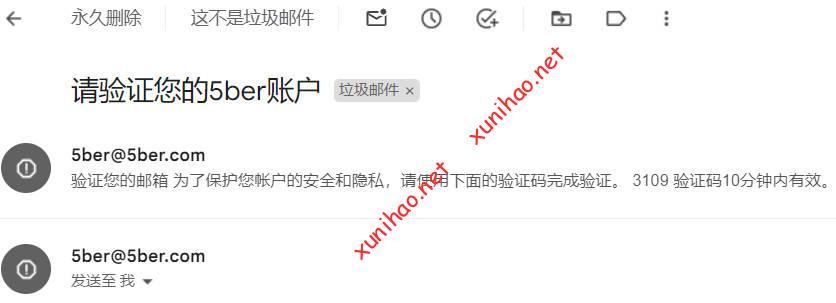 永久删除 这不是垃圾邮件
请验证您的5ber账户 垃圾邮件 ×
xunihao.net
5ber@5ber.com
验证您的邮箱 为了保护您帐户的安全和隐私，请使用下面的验证码完成验证。 3109 验证码10分钟内有效。
xunihao.net
5ber@5ber.com
发送至 我